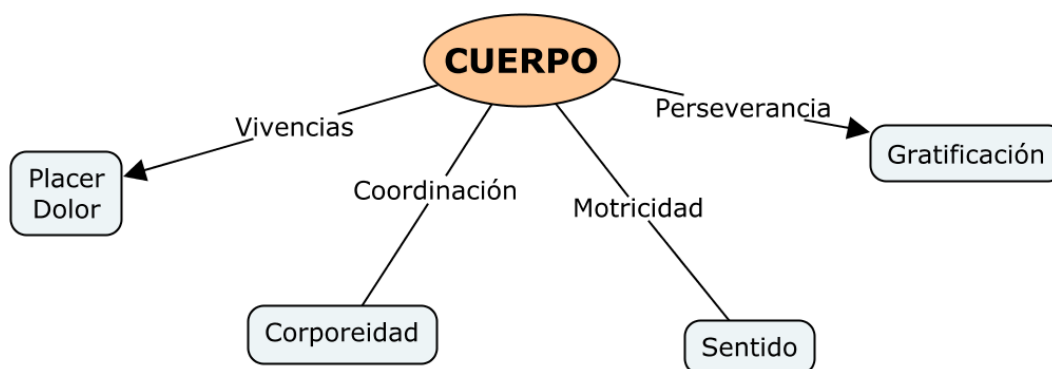 CUERPO
Vivencias
Perseverancia
Placer
Dolor
Gratificación
Coordinación
Motricidad
Corporeidad
Sentido